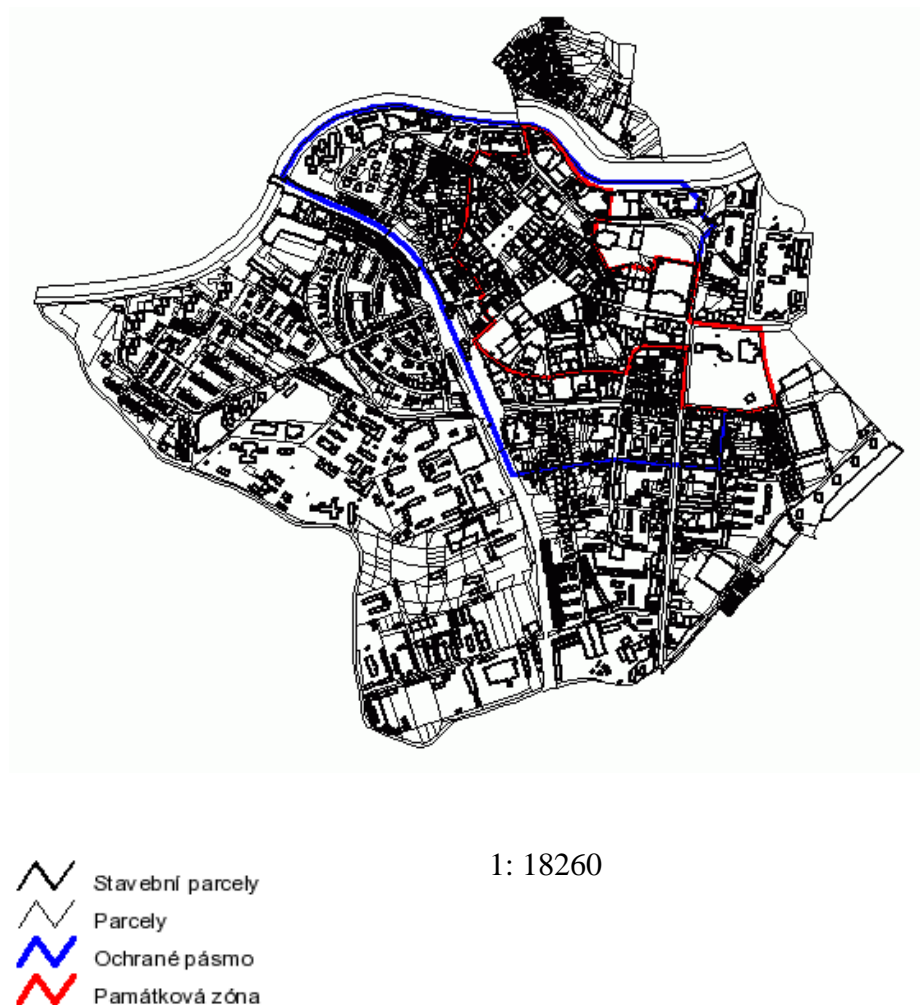 1: 18260
Stavební parcely
Parcely
Ochrané pásmo
Památková zóna